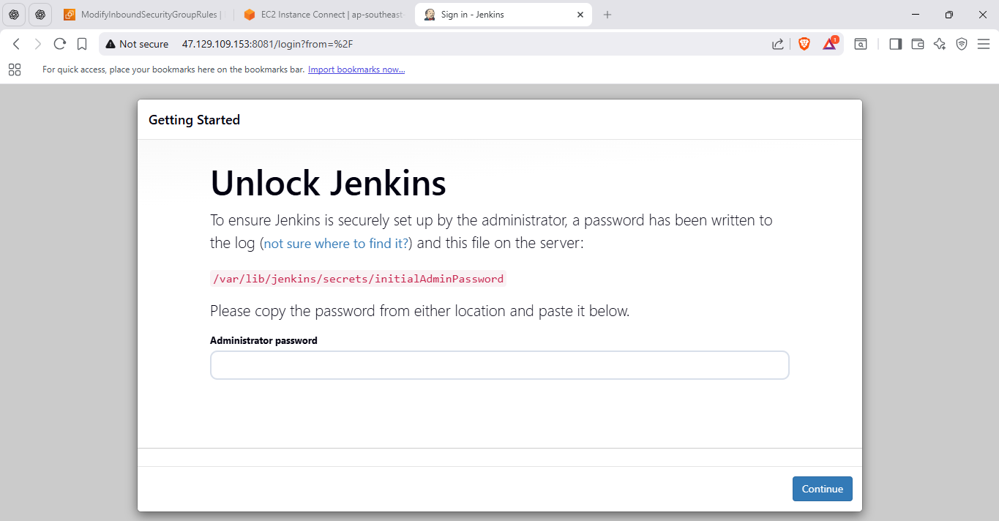 ModifyInboundSecurityGroupRules |
EC2 Instance Connect | ap-southeast-
Sign in - Jenkins
Not secure 47.129.109.153:8081/login?from=%2F
1
For quick access, place your bookmarks here on the bookmarks bar. Import bookmarks now...
Getting Started
Unlock Jenkins
To ensure Jenkins is securely set up by the administrator, a password has been written to
the log (not sure where to find it?) and this file on the server:
/var/lib/jenkins/secrets/initialAdminPassword
Please copy the password from either location and paste it below.
Administrator password
Continue